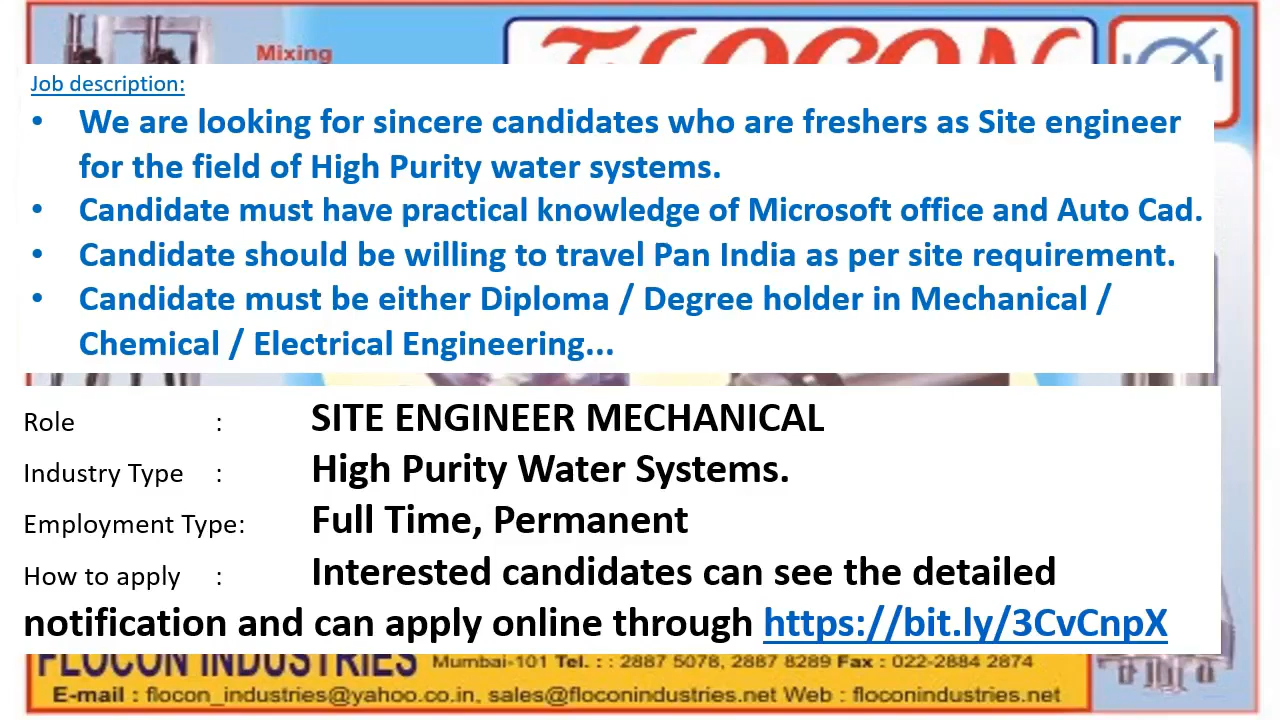 Mixing
FLOCON
Job description:
• We are looking for sincere candidates who are freshers as Site engineer
for the field of High Purity water systems.
• Candidate must have practical knowledge of Microsoft office and Auto Cad.
• Candidate should be willing to travel Pan India as per site requirement.
• Candidate must be either Diploma / Degree holder in Mechanical /
Chemical / Electrical Engineering...
Role : SITE ENGINEER MECHANICAL
Industry Type : High Purity Water Systems.
Employment Type: Full Time, Permanent
How to apply : Interested candidates can see the detailed
notification and can apply online through https://bit.ly/3CvCnpX
FLOCON INDUSTRIES Mumbai-101 Tel. : : 2887 5078, 2887 8289 Fax : 022-2884 2874
E-mail : flocon_industries@yahoo.co.in, sales@floconindustries.net Web : floconindustries.net